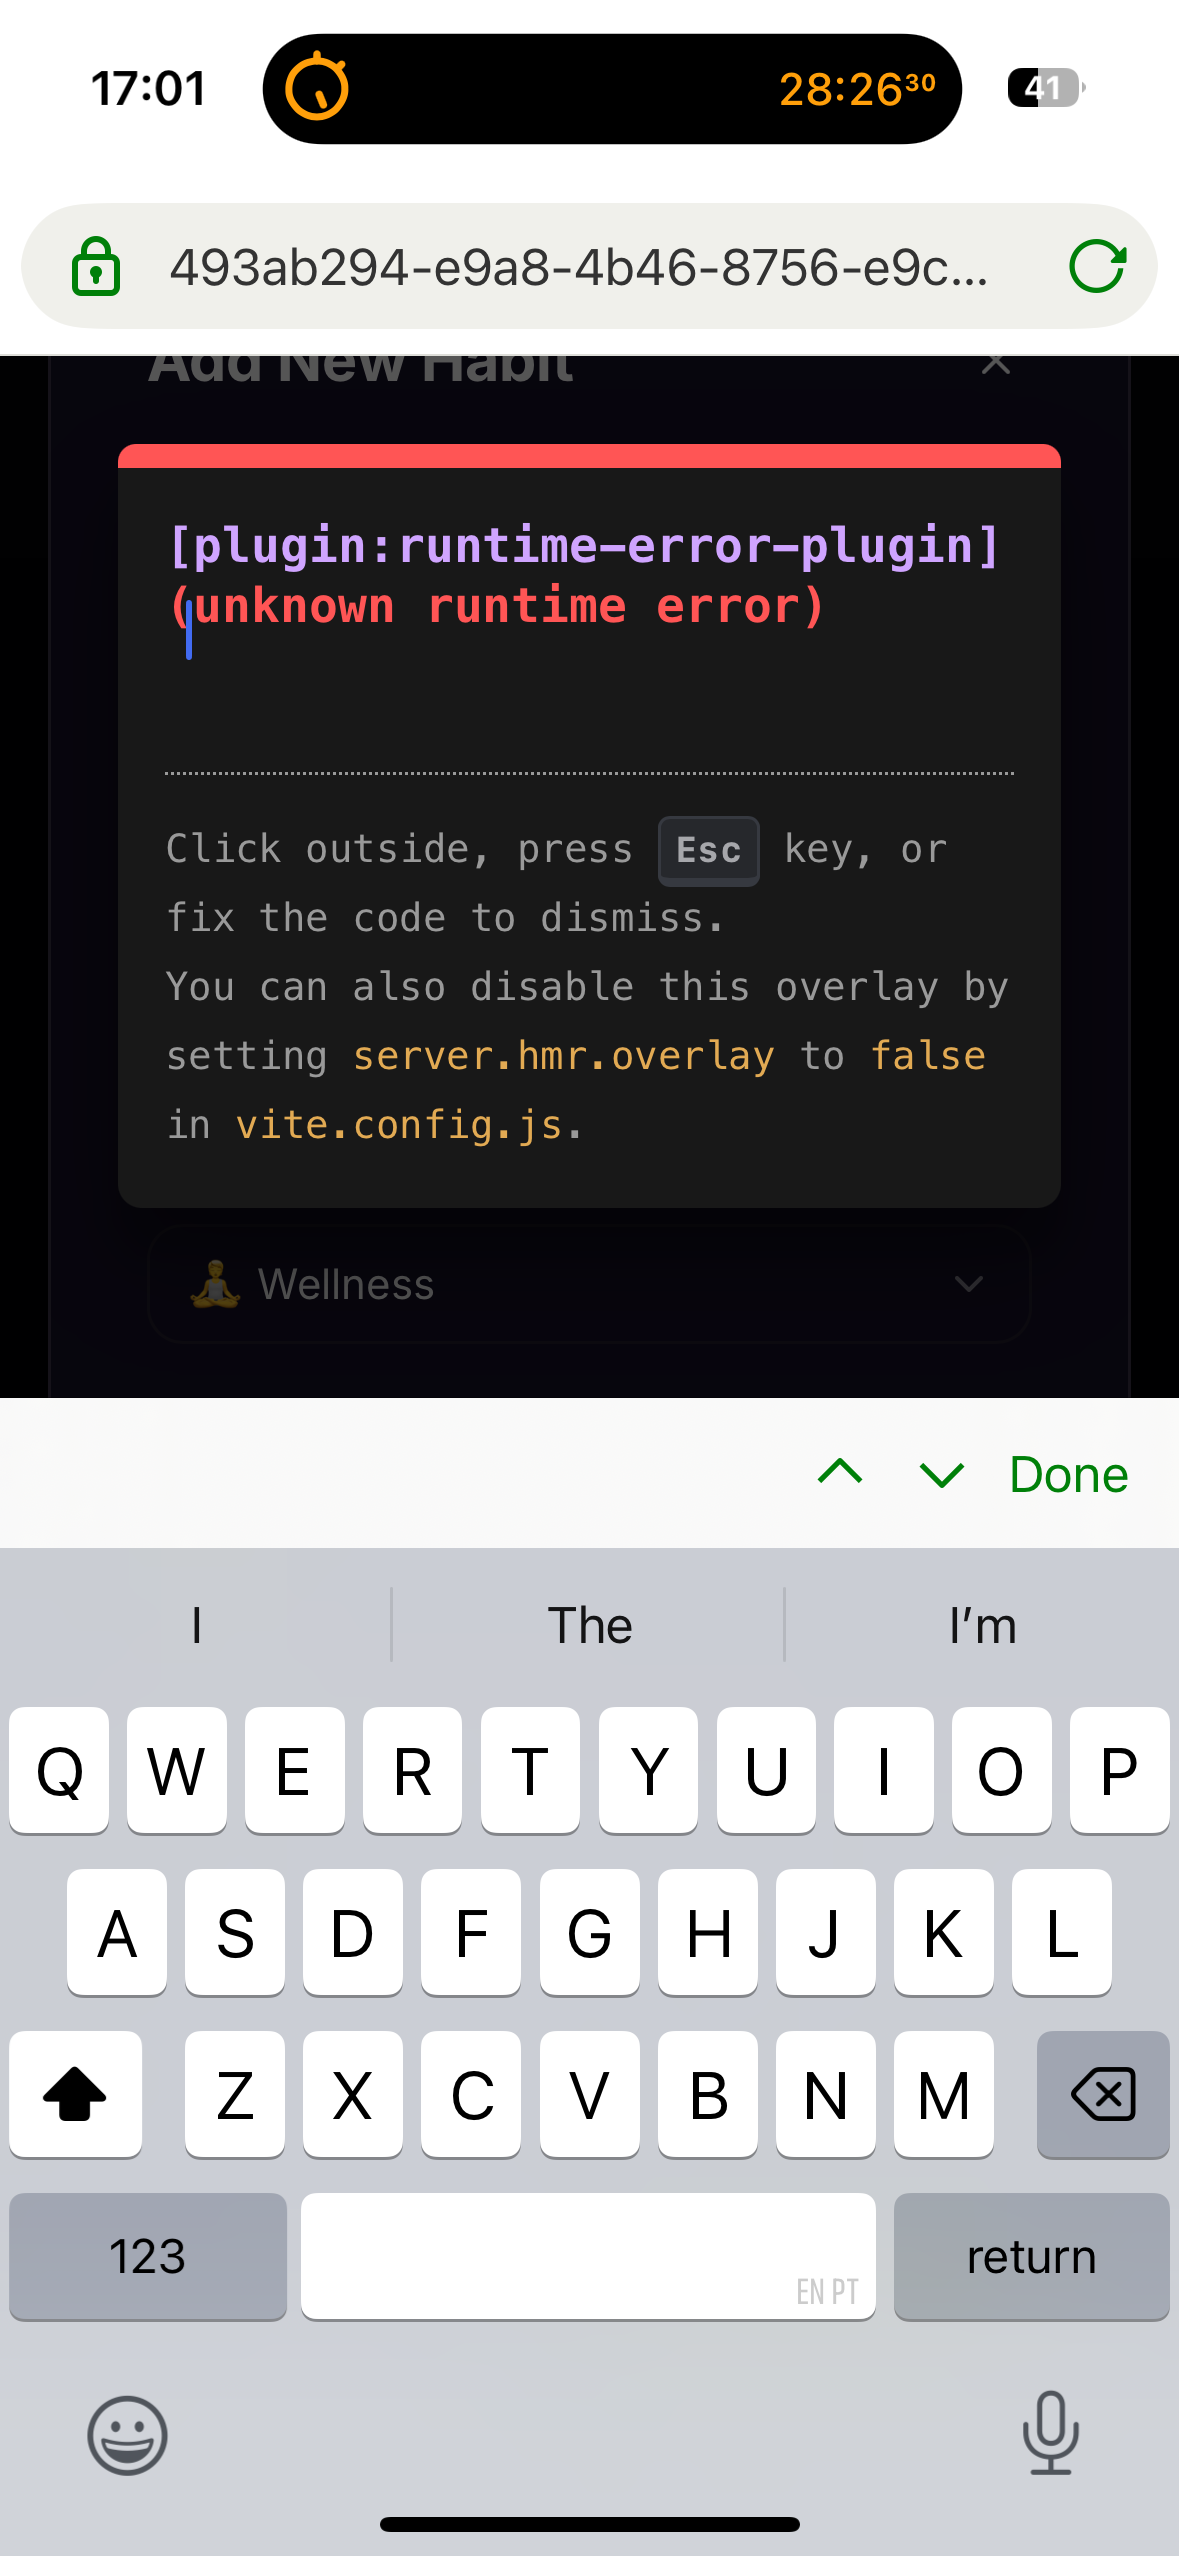 17:01
28:26³⁰
41
493ab294-e9a8-4b46-8756-e9c...
Add New Habit
[plugin:runtime-error-plugin]
(unknown runtime error)
Click outside, press Esc key, or
fix the code to dismiss.
You can also disable this overlay by
setting server.hmr.overlay to false
in vite.config.js.
Wellness
Done
I The I'm
Q W E R T Y U I O P
A S D F G H J K L
Z X C V B N M
123 EN PT return